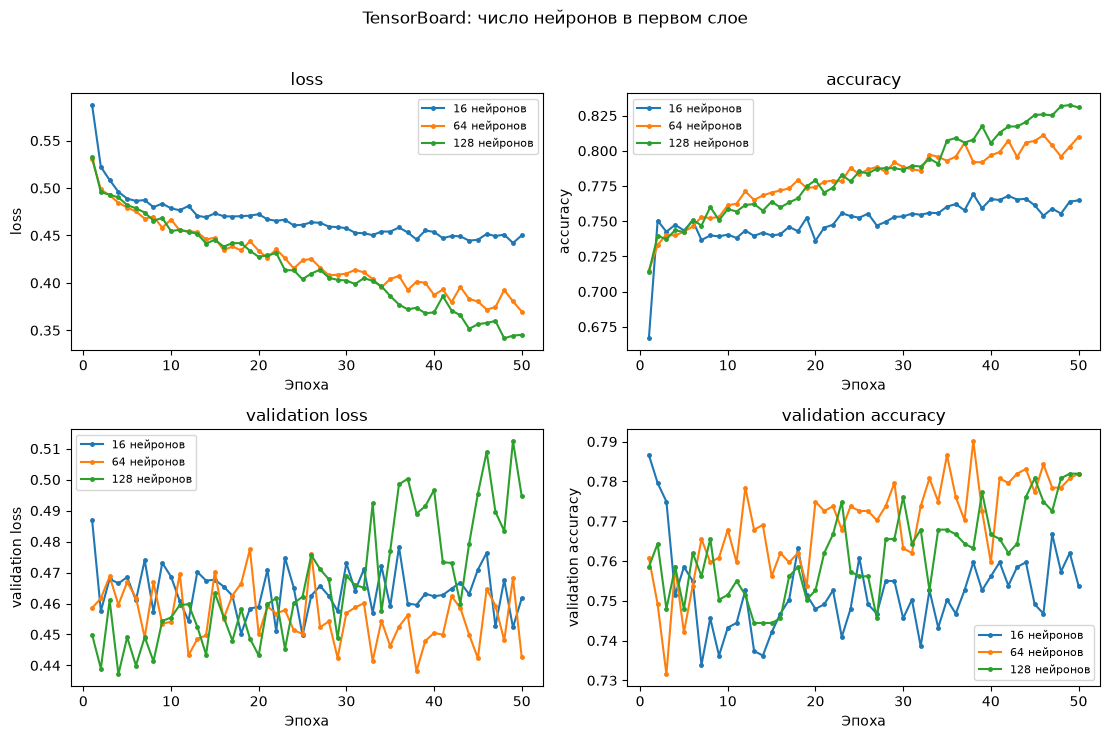 TensorBoard: число нейронов в первом слое
loss
accuracy
loss
0.55
0.50
0.45
0.40
0.35
16 нейронов
64 нейронов
128 нейронов
0 10 20 30 40 50
Эпоха
accuracy
0.825
0.800
0.775
0.750
0.725
0.700
0.675
16 нейронов
64 нейронов
128 нейронов
0 10 20 30 40 50
Эпоха
validation loss
validation accuracy
validation loss
0.51
0.50
0.49
0.48
0.47
0.46
0.45
0.44
16 нейронов
64 нейронов
128 нейронов
0 10 20 30 40 50
Эпоха
validation accuracy
0.79
0.78
0.77
0.76
0.75
0.74
0.73
16 нейронов
64 нейронов
128 нейронов
0 10 20 30 40 50
Эпоха